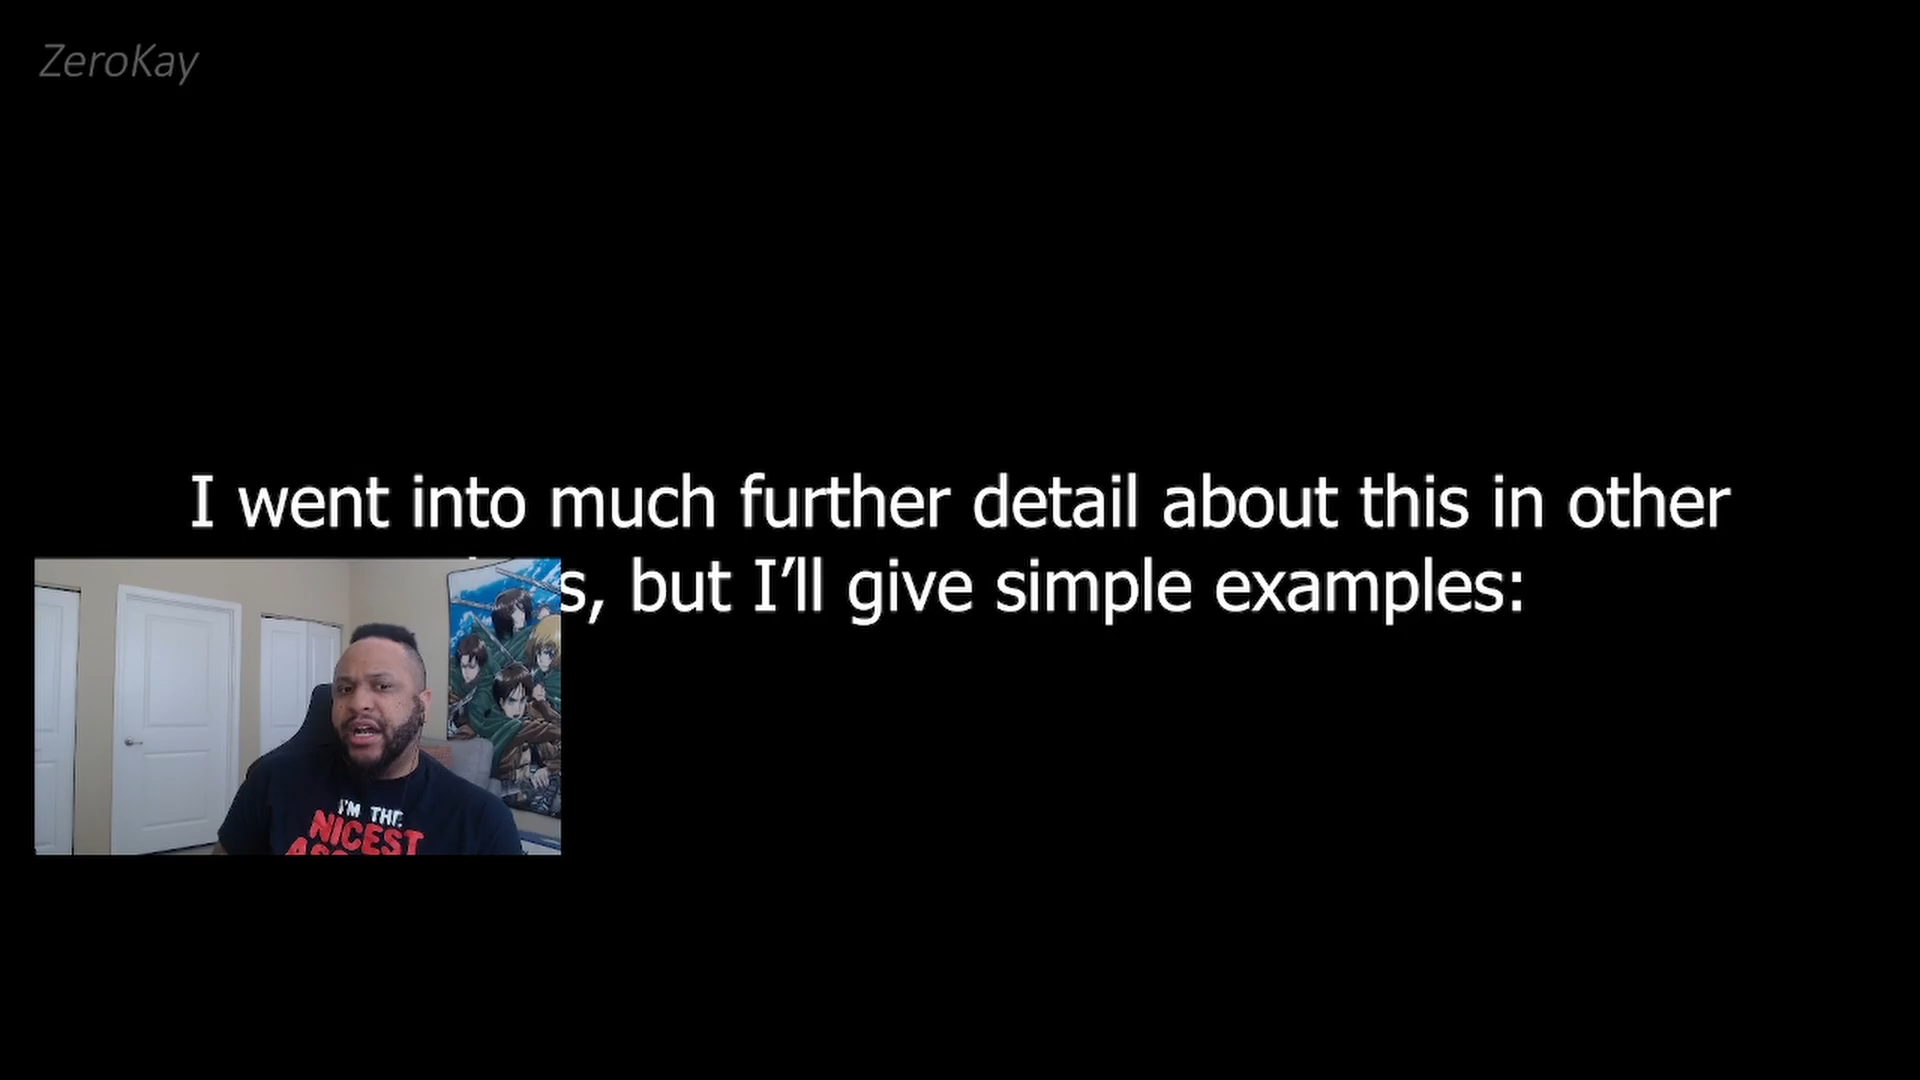 ZeroKay
I went into much further detail about this in other
s, but I’ll give simple examples:
I'M THE
NICEST